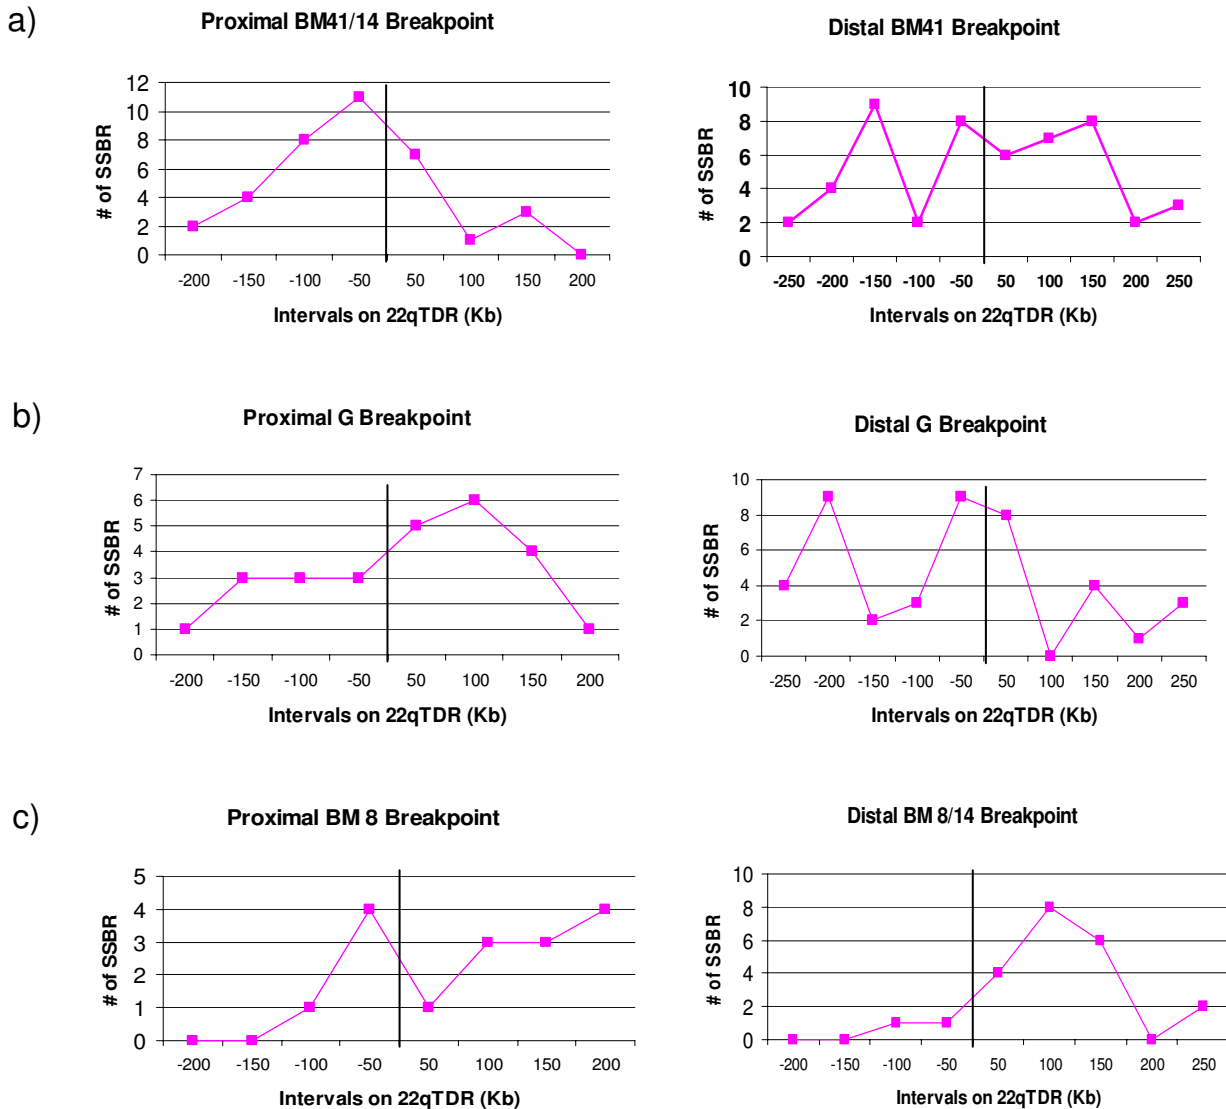 a)
Proximal BM41/14 Breakpoint
# of SSBR
12
10
8
6
4
2
0
-200 -150 -100 -50 50 100 150 200
Intervals on 22qTDR (Kb)
Distal BM41 Breakpoint
# of SSBR
10
8
6
4
2
0
-250 -200 -150 -100 -50 50 100 150 200 250
Intervals on 22qTDR (Kb)
b)
Proximal G Breakpoint
# of SSBR
7
6
5
4
3
2
1
0
-200 -150 -100 -50 50 100 150 200
Intervals on 22qTDR (Kb)
Distal G Breakpoint
# of SSBR
10
8
6
4
2
0
-250 -200 -150 -100 -50 50 100 150 200 250
Intervals on 22qTDR (Kb)
c)
Proximal BM 8 Breakpoint
# of SSBR
5
4
3
2
1
0
-200 -150 -100 -50 50 100 150 200
Intervals on 22qTDR (Kb)
Distal BM 8/14 Breakpoint
# of SSBR
10
8
6
4
2
0
-200 -150 -100 -50 50 100 150 200 250
Intervals on 22qTDR (Kb)